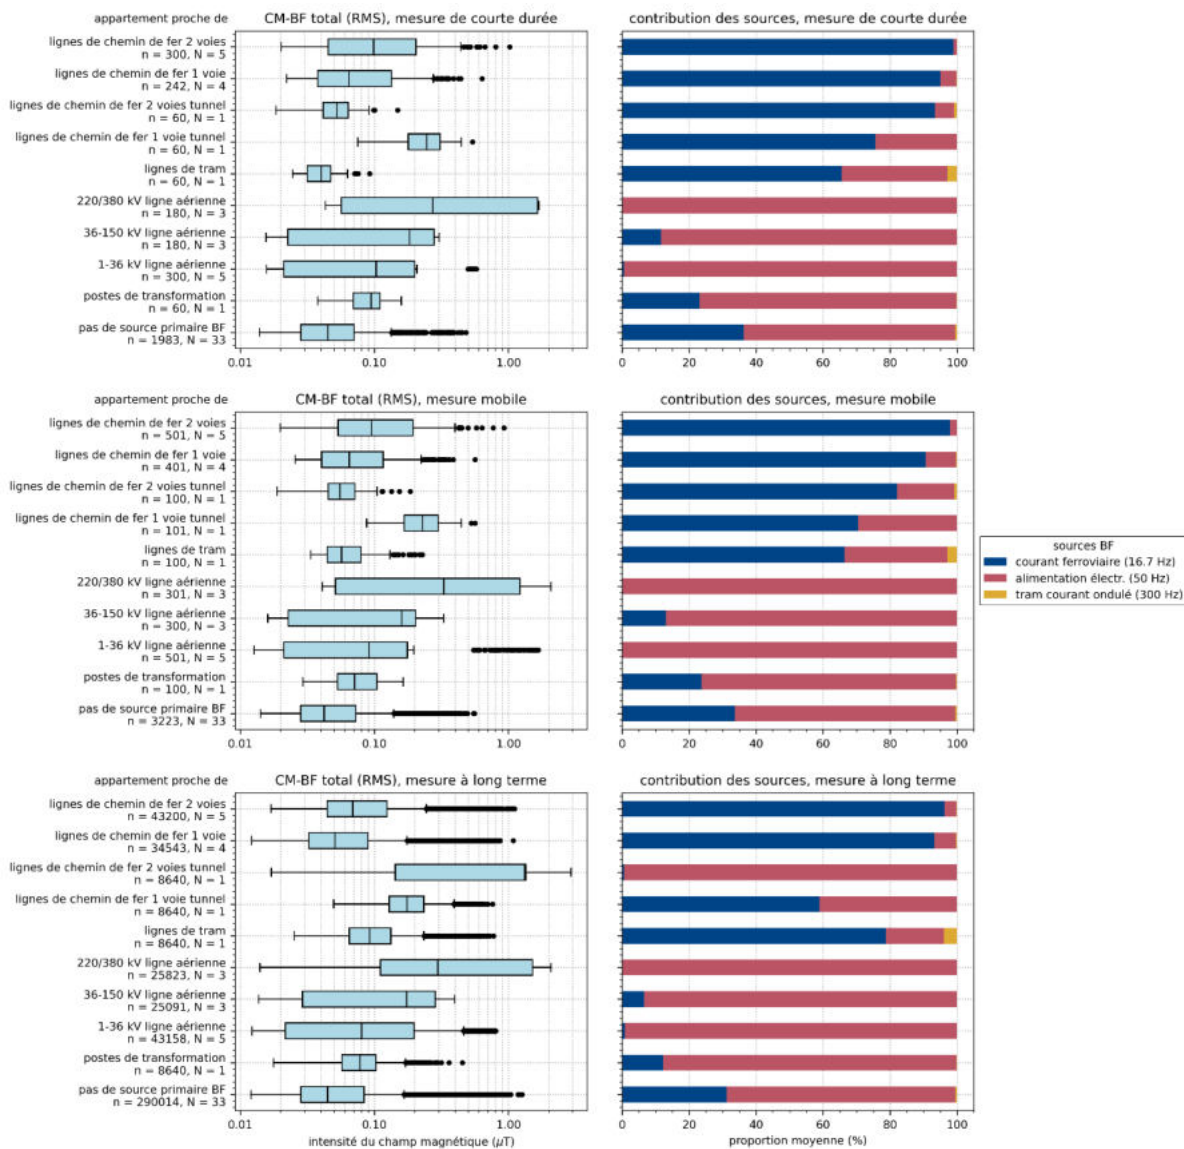 appartement proche de
CM-BF total (RMS), mesure de courte durée
contribution des sources, mesure de courte durée
lignes de chemin de fer 2 voies
n = 300, N = 5
lignes de chemin de fer 1 voie
n = 242, N = 4
lignes de chemin de fer 2 voies tunnel
n = 60, N = 1
lignes de chemin de fer 1 voie tunnel
n = 60, N = 1
lignes de tram
n = 60, N = 1
220/380 kV ligne aérienne
n = 180, N = 3
36-150 kV ligne aérienne
n = 180, N = 3
1-36 kV ligne aérienne
n = 300, N = 5
postes de transformation
n = 60, N = 1
pas de source primaire BF
n = 1983, N = 33
0.01 0.10 1.00
0 20 40 60 80 100
appartement proche de
CM-BF total (RMS), mesure mobile
contribution des sources, mesure mobile
lignes de chemin de fer 2 voies
n = 501, N = 5
lignes de chemin de fer 1 voie
n = 401, N = 4
lignes de chemin de fer 2 voies tunnel
n = 100, N = 1
lignes de chemin de fer 1 voie tunnel
n = 101, N = 1
lignes de tram
n = 100, N = 1
220/380 kV ligne aérienne
n = 301, N = 3
36-150 kV ligne aérienne
n = 300, N = 3
1-36 kV ligne aérienne
n = 501, N = 5
postes de transformation
n = 100, N = 1
pas de source primaire BF
n = 3223, N = 33
0.01 0.10 1.00
0 20 40 60 80 100
sources BF
courant ferroviaire (16.7 Hz)
alimentation électr. (50 Hz)
tram courant ondulé (300 Hz)
appartement proche de
CM-BF total (RMS), mesure à long terme
contribution des sources, mesure à long terme
lignes de chemin de fer 2 voies
n = 43200, N = 5
lignes de chemin de fer 1 voie
n = 34543, N = 4
lignes de chemin de fer 2 voies tunnel
n = 8640, N = 1
lignes de chemin de fer 1 voie tunnel
n = 8640, N = 1
lignes de tram
n = 8640, N = 1
220/380 kV ligne aérienne
n = 25823, N = 3
36-150 kV ligne aérienne
n = 25091, N = 3
1-36 kV ligne aérienne
n = 43158, N = 5
postes de transformation
n = 8640, N = 1
pas de source primaire BF
n = 290014, N = 33
0.01 0.10 1.00
0 20 40 60 80 100
intensité du champ magnétique (μT)
proportion moyenne (%)